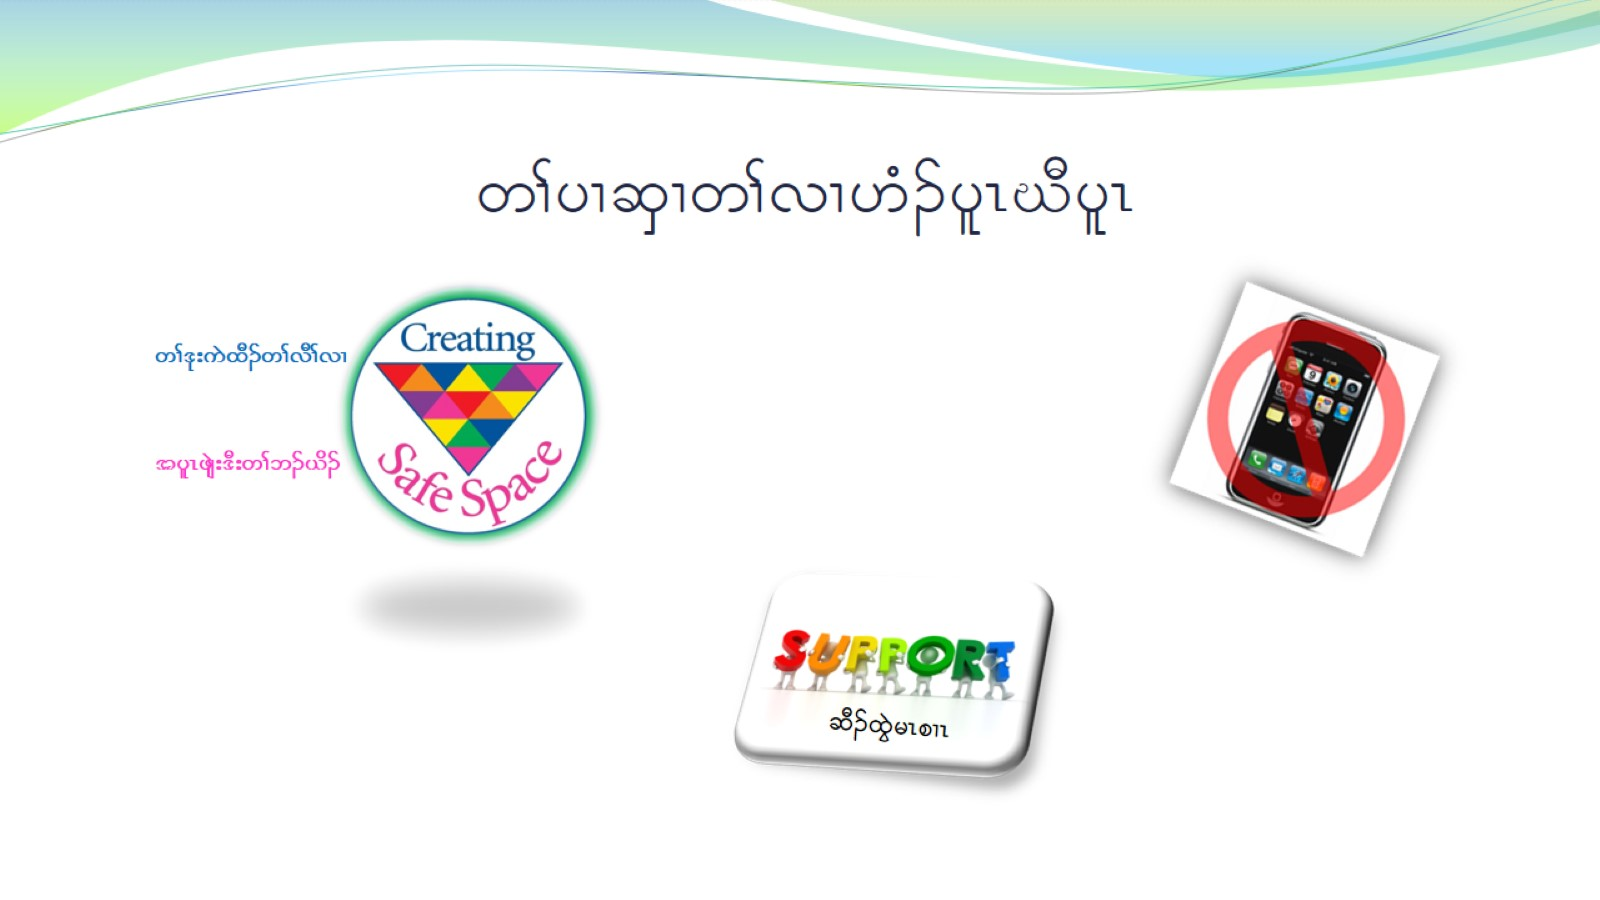 တၢ်ပၢဆှၢတၢ်လၢဟံၣ်ပူၤဃီပူၤ
တၢ်ဒုးကဲထီၣ်တၢ်လီၢ်လၢ
Creating
အပူၤဖျဲးဒီးတၢ်ဘၣ်ယိၣ်
Safe Space
SUPPORT
ဆီၣ်ထွဲမၤစၢၤ